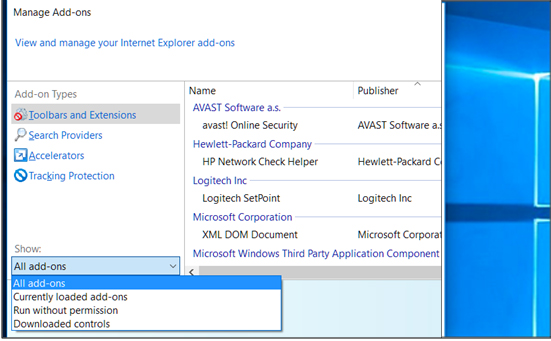 Manage Add-ons
View and manage your Internet Explorer add-ons
Add-on Types
Toolbars and Extensions
Search Providers
Accelerators
Tracking Protection
Name Publisher
AVAST Software a.s.
avast! Online Security AVAST Software a.s
Hewlett-Packard Company
HP Network Check Helper Hewlett-Packard C
Logitech Inc
Logitech SetPoint Logitech Inc
Microsoft Corporation
XML DOM Document Microsoft Corporat
Microsoft Windows Third Party Application Component
Show:
All add-ons
All add-ons
Currently loaded add-ons
Run without permission
Downloaded controls